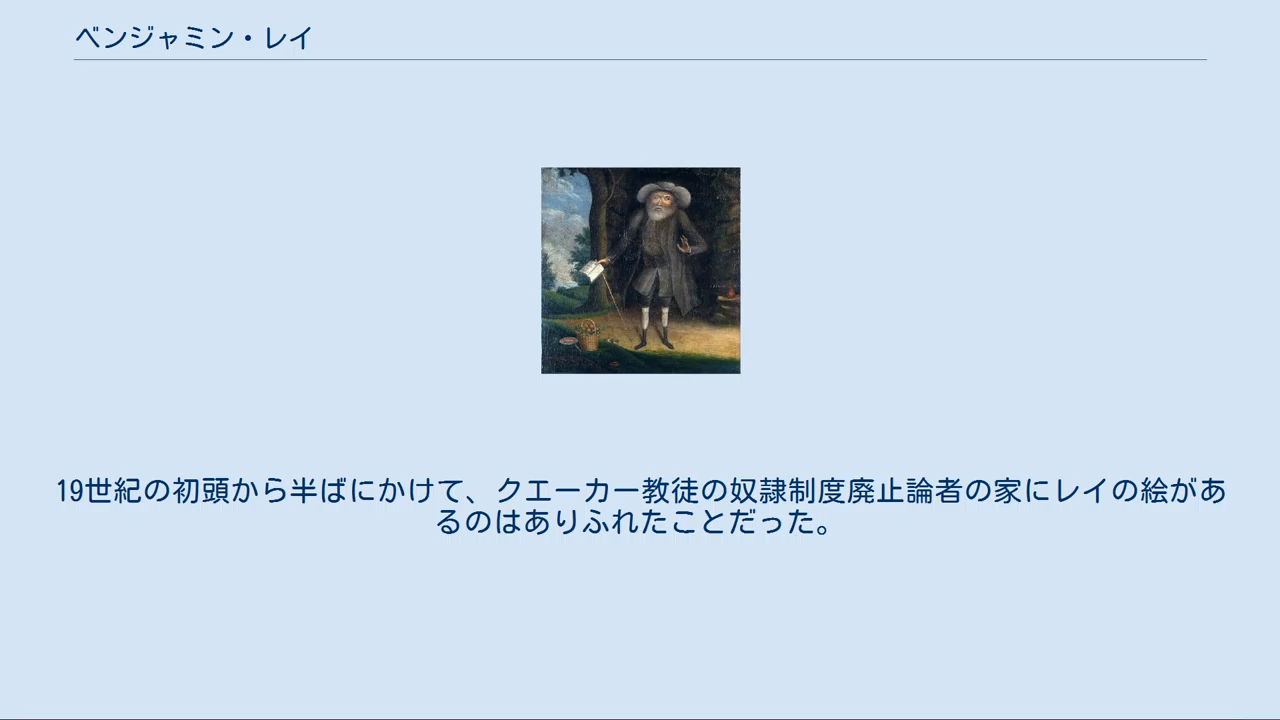 ベンジャミン・レイ
19世紀の初頭から半ばにかけて、クエーカー教徒の奴隷制度廃止論者の家にレイの絵があ
るのはありふれたことだった。